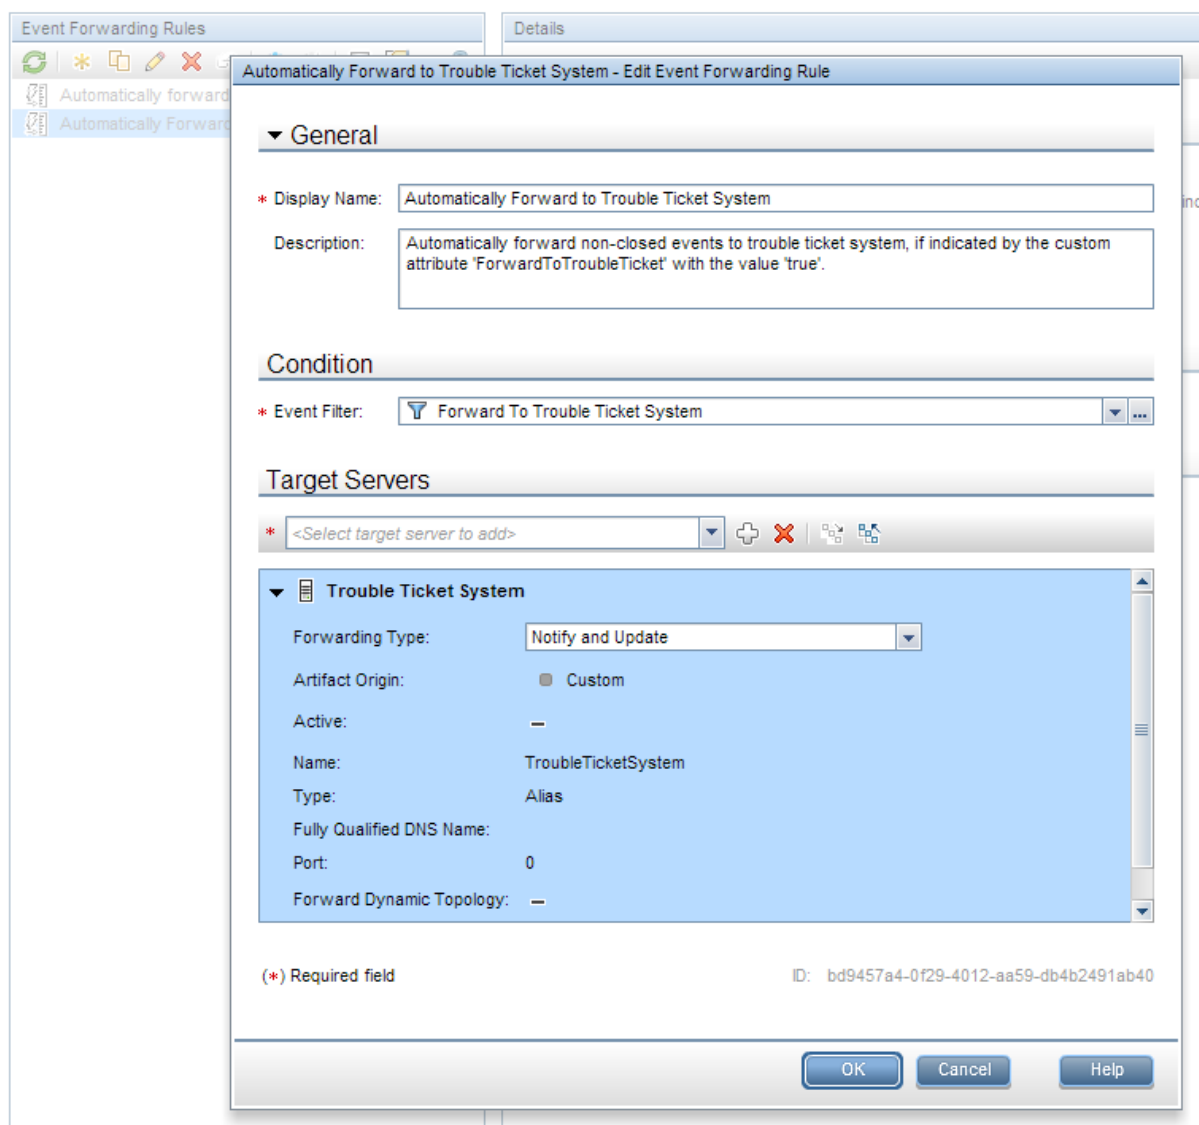 Event Forwarding Rules
Details
Automatically forward
Automatically Forward
Automatically Forward to Trouble Ticket System - Edit Event Forwarding Rule
General
* Display Name: Automatically Forward to Trouble Ticket System
Description: Automatically forward non-closed events to trouble ticket system, if indicated by the custom
attribute 'ForwardToTroubleTicket' with the value 'true'.
Condition
* Event Filter: Forward To Trouble Ticket System ...
Target Servers
* <Select target server to add>
Trouble Ticket System
Forwarding Type: Notify and Update
Artifact Origin: Custom
Active: –
Name: TroubleTicketSystem
Type: Alias
Fully Qualified DNS Name:
Port: 0
Forward Dynamic Topology: –
(*) Required field ID: bd9457a4-0f29-4012-aa59-db4b2491ab40
OK Cancel Help